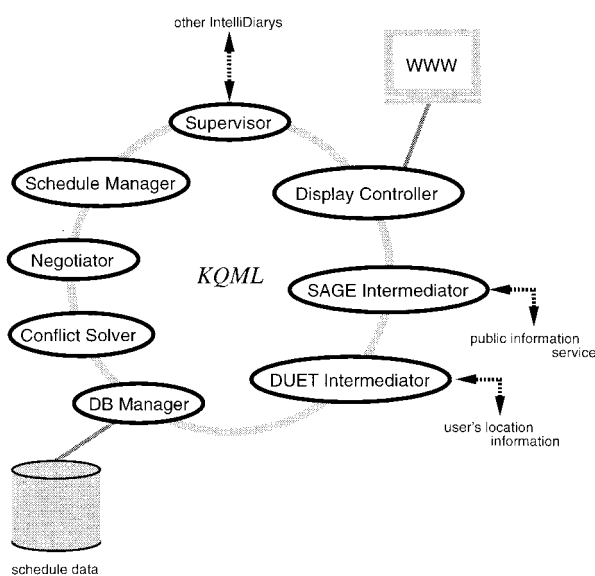 other IntelliDiarys
WWW
Supervisor
Schedule Manager
Display Controller
Negotiator
KQML
SAGE Intermediator
Conflict Solver
public information
service
DUET Intermediator
DB Manager
user's location
information
schedule data